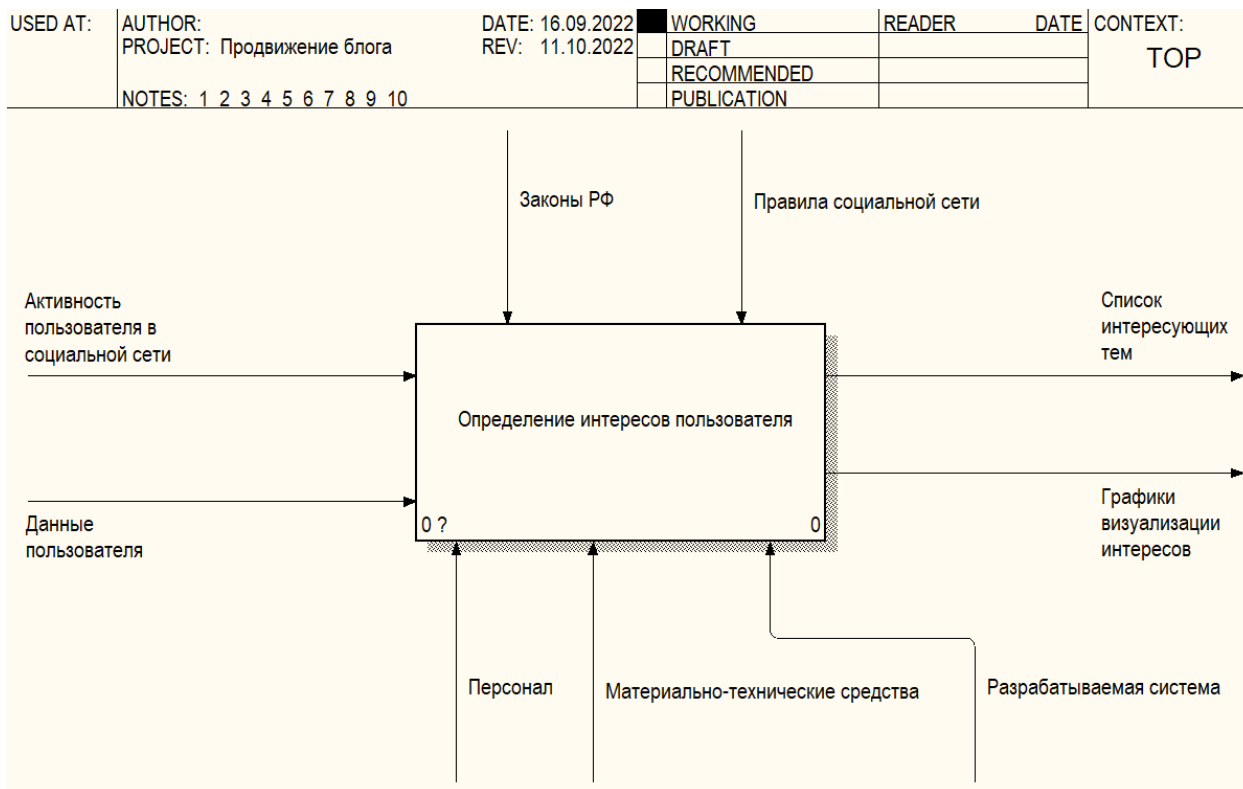 USED AT:
AUTHOR:
DATE: 16.09.2022
WORKING
READER
DATE
CONTEXT:
PROJECT: Продвижение блога
REV: 11.10.2022
DRAFT
TOP
RECOMMENDED
NOTES: 1 2 3 4 5 6 7 8 9 10
PUBLICATION
Законы РФ
Правила социальной сети
Активность
пользователя в
социальной сети
Список
интересующих
тем
Определение интересов пользователя
Данные
пользователя
0 ?
0
Графики
визуализации
интересов
Персонал
Материально-технические средства
Разрабатываемая система